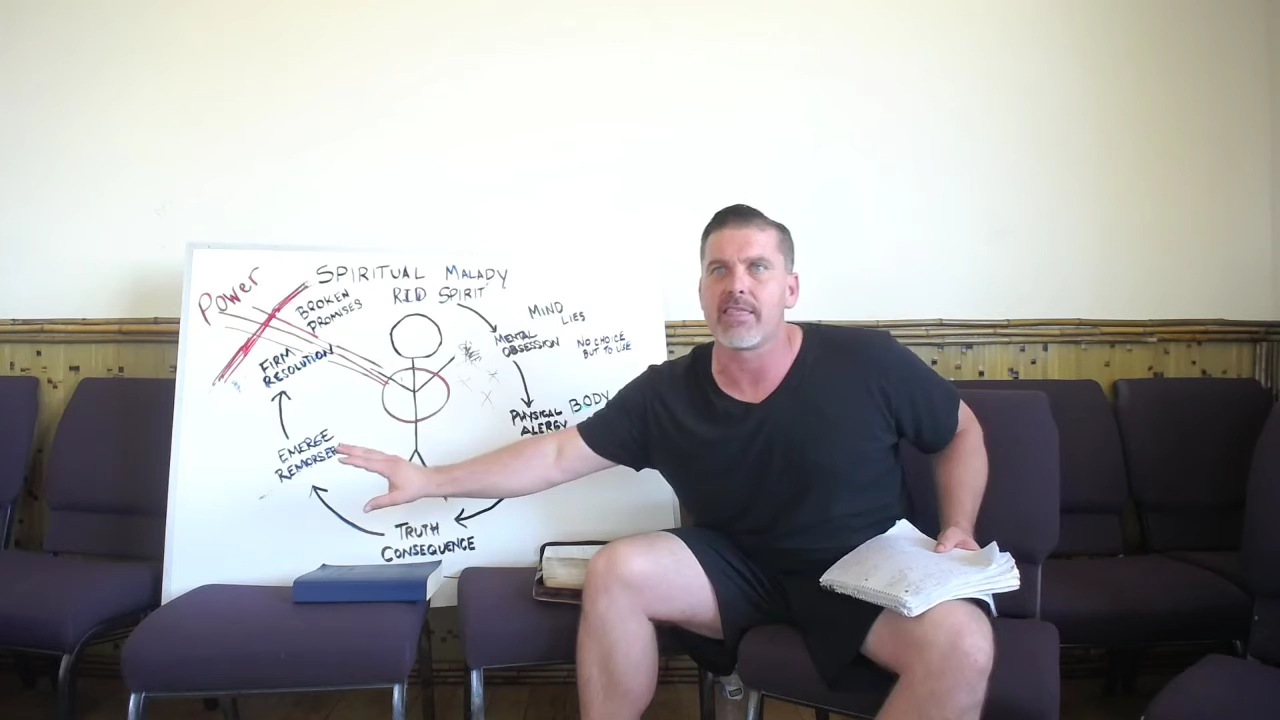 Power
SPIRITUAL MALADY
RID SPIRIT
BROKEN
PROMISES
MIND
LIES
MENTAL
OBSESSION
NO CHOICE
BUT TO USE
FIRM
RESOLUTION
PHYSICAL
ALERGY
BODY
EMERGE
REMORSE
TRUTH
CONSEQUENCE